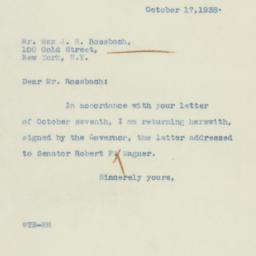 October 17,1938.
Mr. Max J. H. Rossbach,
100 Gold Street,
New York, N.Y.
Dear Mr. Rossbach:
In accordance with your letter
of October seventh, I am returning herewith,
signed by the Governor, the letter addressed
to Senator Robert F. Wagner.
Sincerely yours,